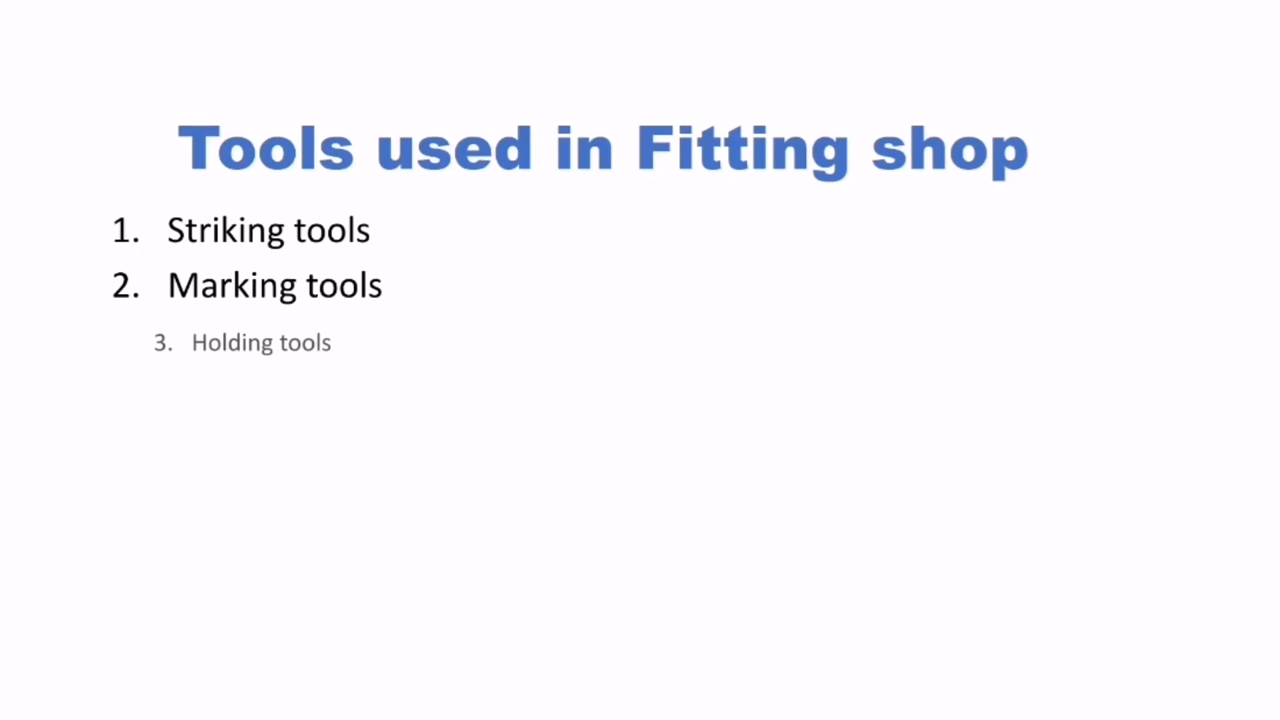 Tools used in Fitting shop
1. Striking tools
2. Marking tools
3. Holding tools